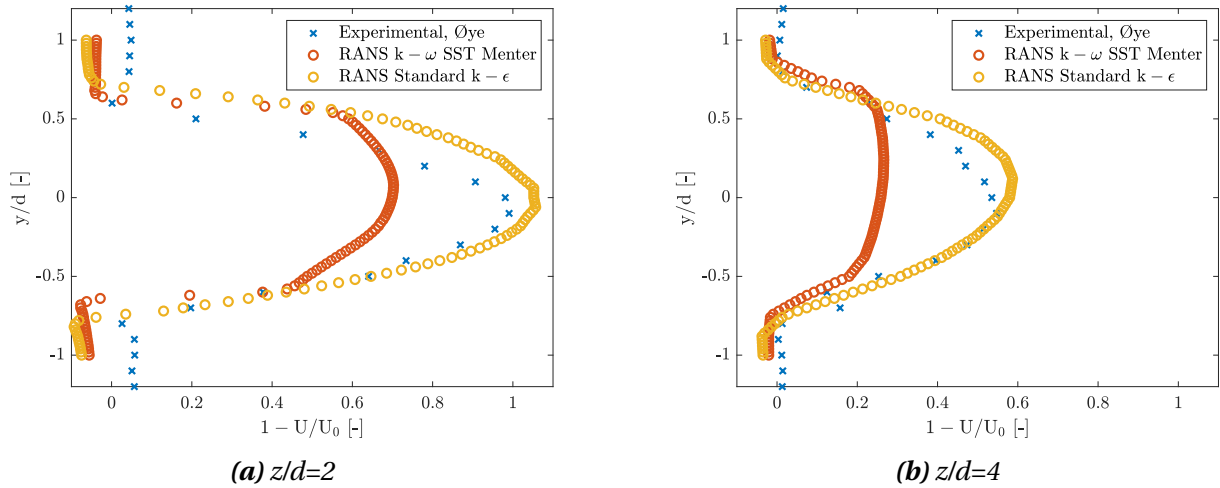 Experimental, Øye
RANS k − ω SST Menter
RANS Standard k − ϵ
1
0.5
0
-0.5
-1
y/d [-]
0
0.2
0.4
0.6
0.8
1
1 − U/U₀ [-]
(a) z/d=2
Experimental, Øye
RANS k − ω SST Menter
RANS Standard k − ϵ
1
0.5
0
-0.5
-1
y/d [-]
0
0.2
0.4
0.6
0.8
1
1 − U/U₀ [-]
(b) z/d=4